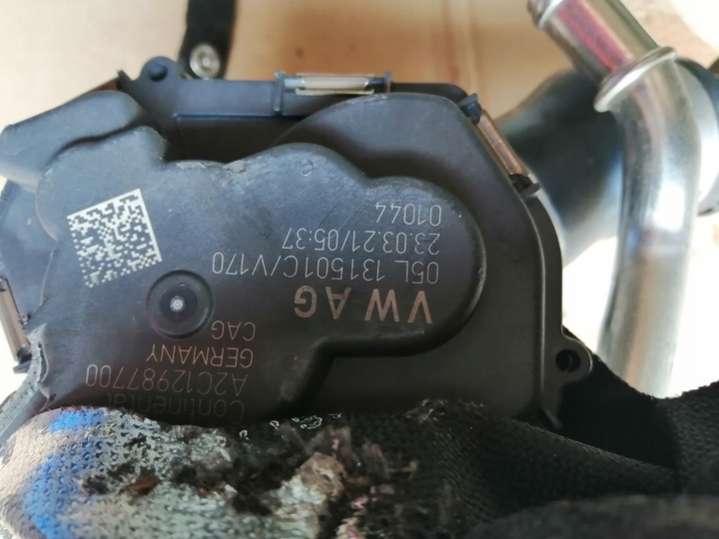 Continental
A2C12987700
GERMANY
CAG
VW AG
05L 131501C/V170
23.03.21/05:37
01044